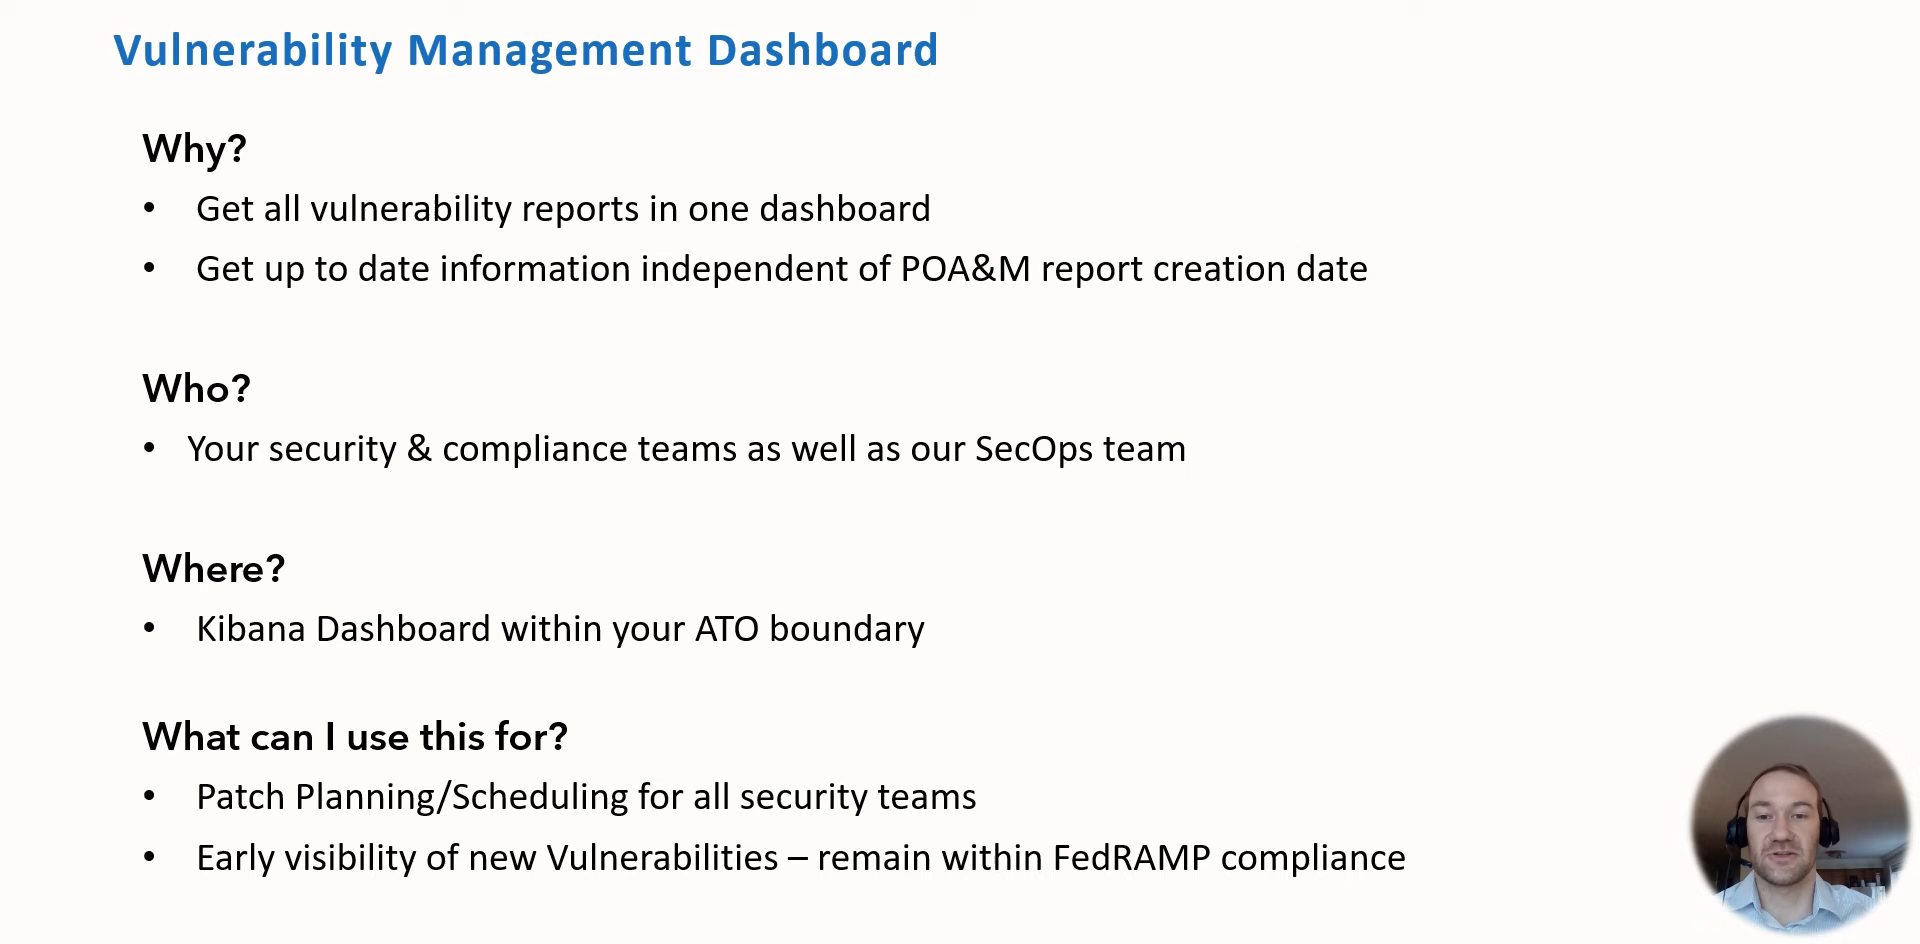 Vulnerability Management Dashboard
Why?
• Get all vulnerability reports in one dashboard
• Get up to date information independent of POA&M report creation date
Who?
• Your security & compliance teams as well as our SecOps team
Where?
• Kibana Dashboard within your ATO boundary
What can I use this for?
• Patch Planning/Scheduling for all security teams
• Early visibility of new Vulnerabilities – remain within FedRAMP compliance